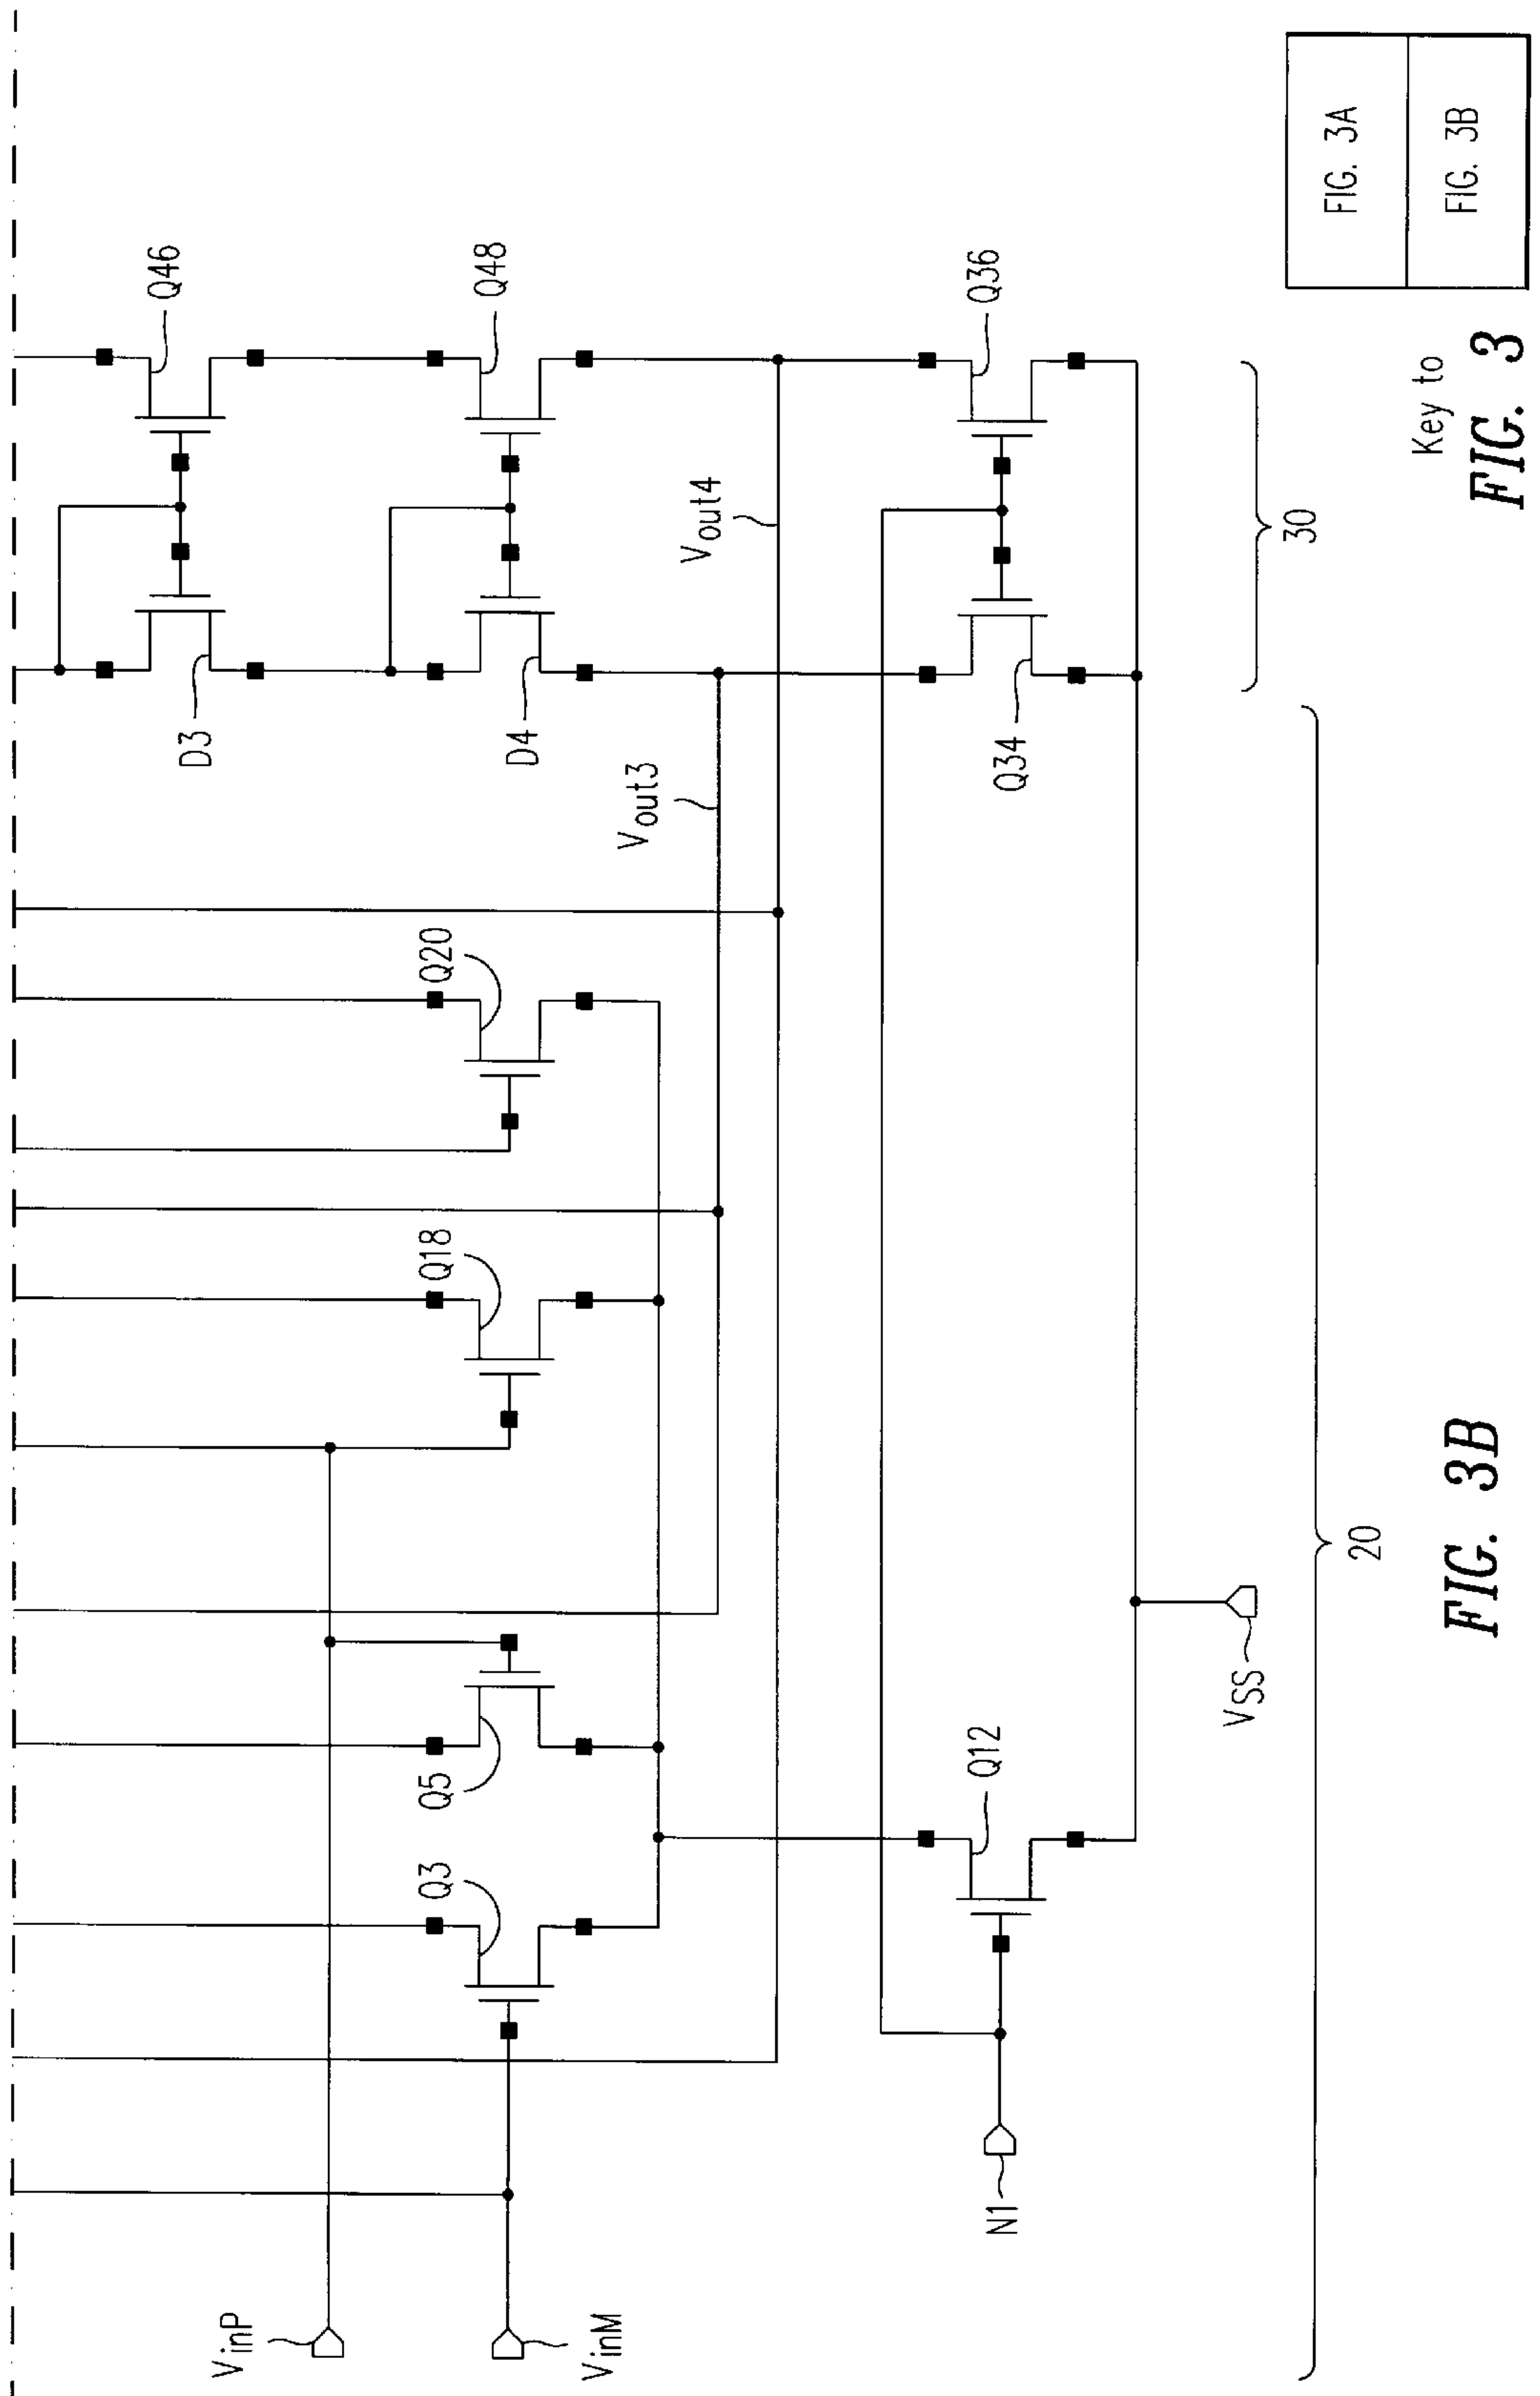 Q46
Q48
Q36
D3
D4
Q34
Vout3
Vout4
30
Q20
Q18
Q5
Q3
Q12
VinP
VinM
N1
VSS
20
FIG. 3B
FIG. 3A
FIG. 3B
Key to
FIG. 3